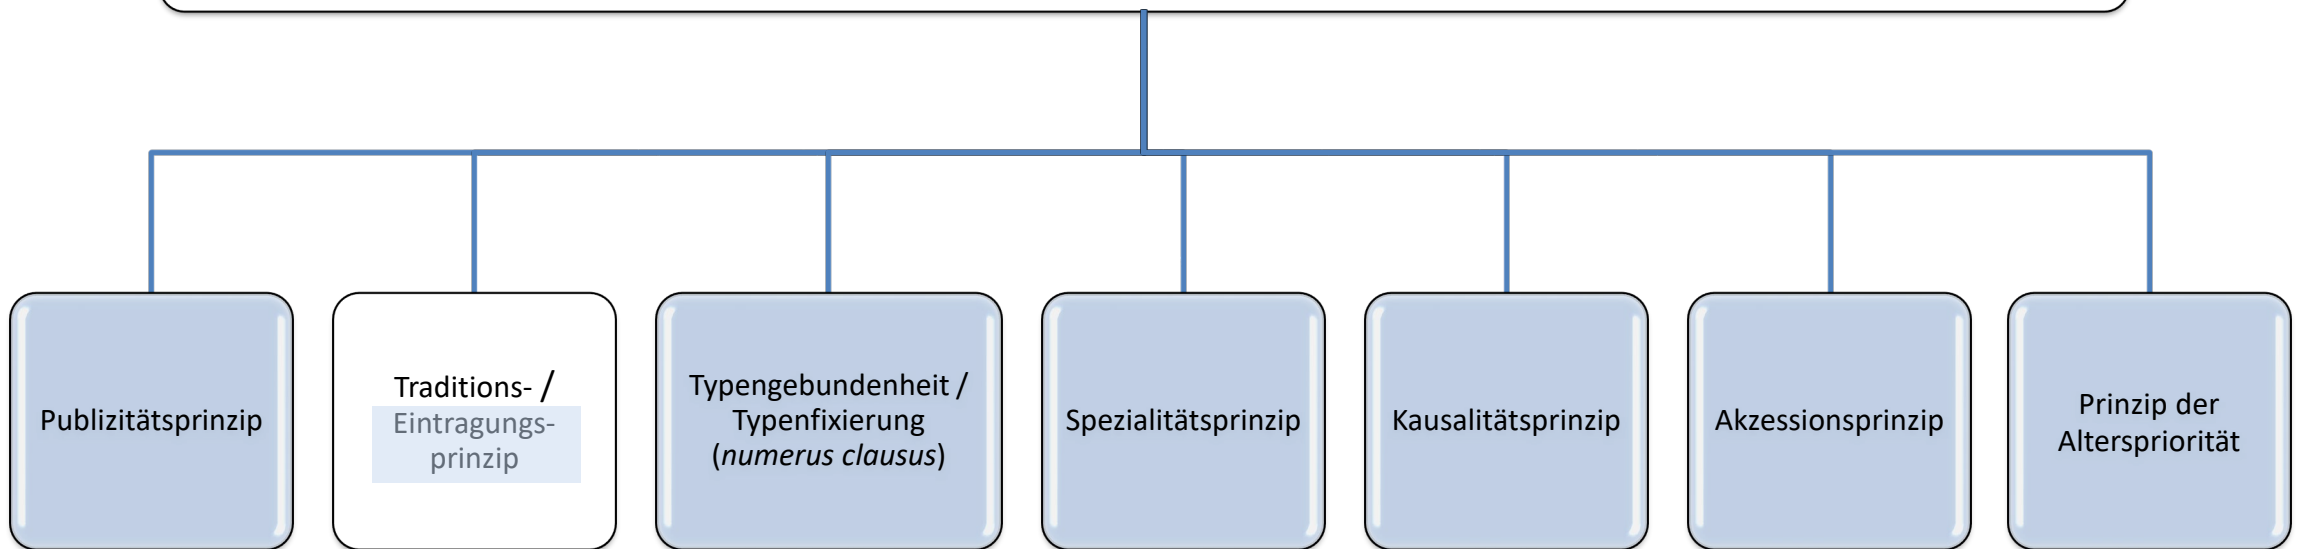 Publizitätsprinzip
Traditions- /
Eintragungs-
prinzip
Typengebundenheit /
Typenfixierung
(numerus clausus)
Spezialitätsprinzip
Kausalitätsprinzip
Akzessionsprinzip
Prinzip der
Alterspriorität